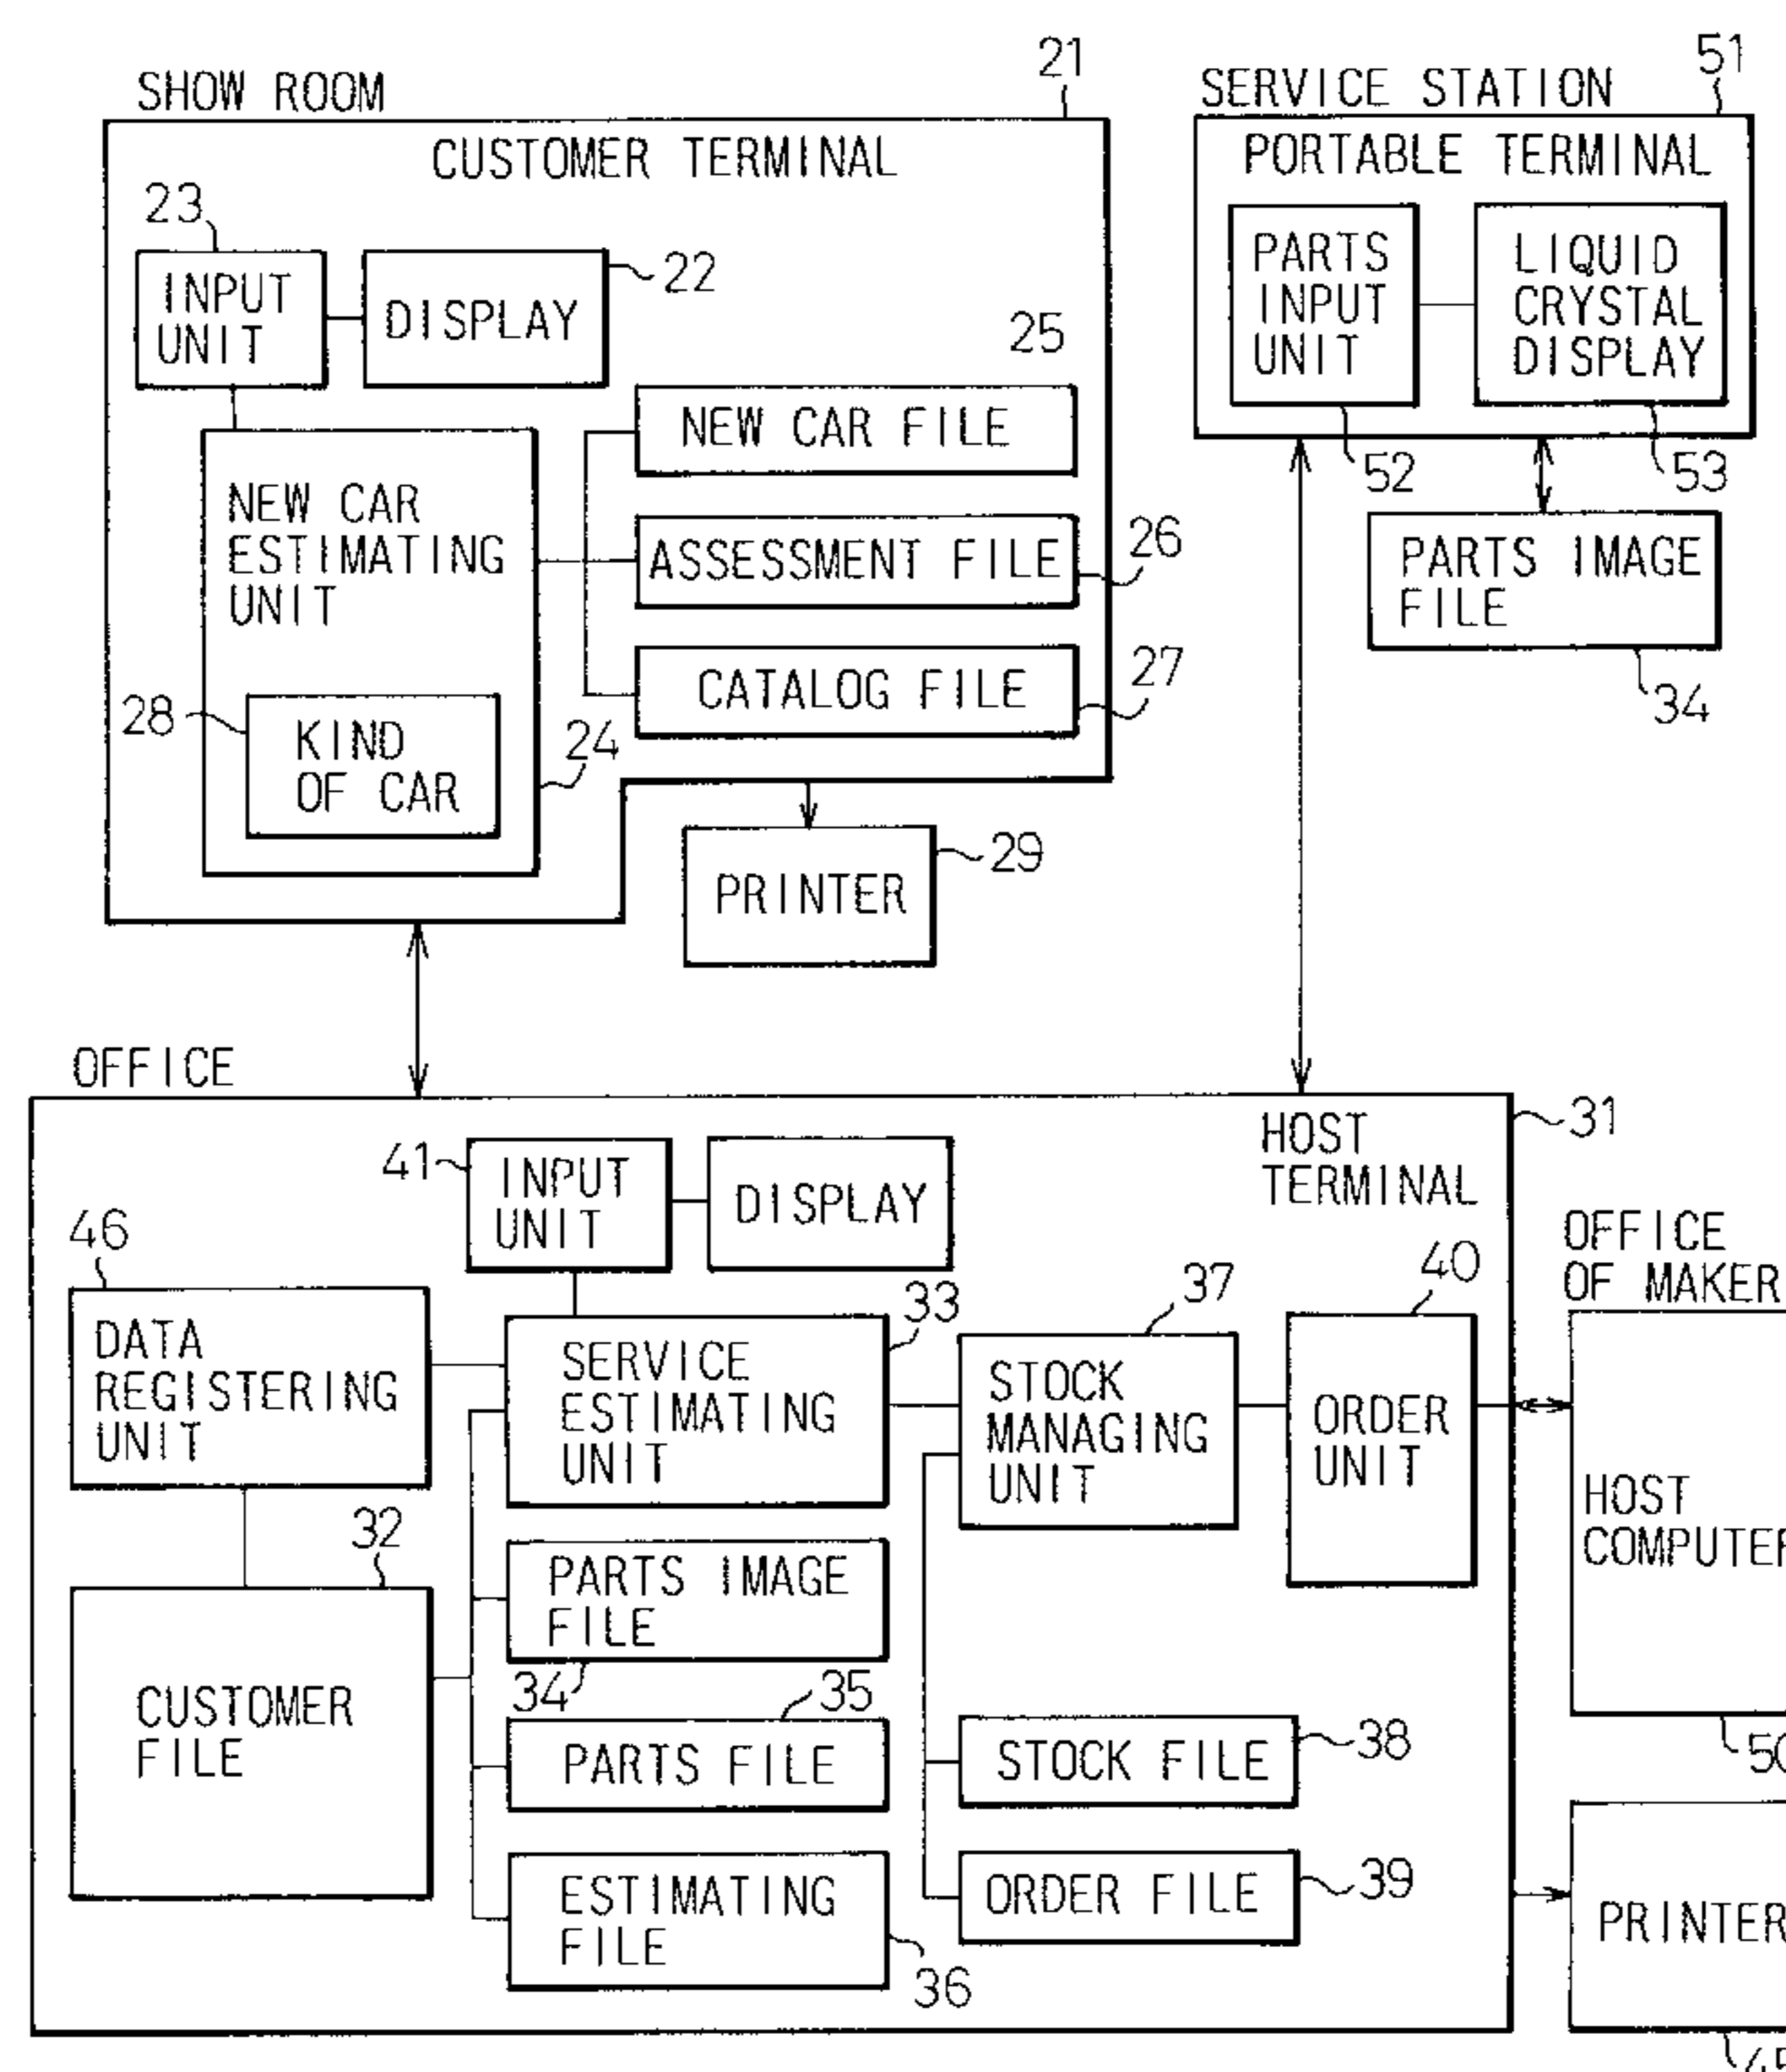 SHOW ROOM
21
CUSTOMER TERMINAL
23
INPUT
UNIT
DISPLAY
22
25
NEW CAR FILE
NEW CAR
ESTIMATING
UNIT
ASSESSMENT FILE
26
CATALOG FILE
27
28
KIND
OF CAR
24
PRINTER
29
SERVICE STATION
51
PORTABLE TERMINAL
PARTS
INPUT
UNIT
LIQUID
CRYSTAL
DISPLAY
52
53
PARTS IMAGE
FILE
34
OFFICE
HOST
TERMINAL
31
41
INPUT
UNIT
DISPLAY
46
DATA
REGISTERING
UNIT
33
SERVICE
ESTIMATING
UNIT
37
STOCK
MANAGING
UNIT
40
ORDER
UNIT
32
CUSTOMER
FILE
PARTS IMAGE
FILE
34
35
PARTS FILE
ESTIMATING
FILE
36
STOCK FILE
38
ORDER FILE
39
OFFICE
OF MAKER
HOST
COMPUTER
50
PRINTER
45